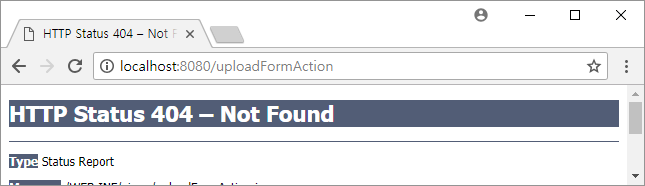 HTTP Status 404 – Not F
localhost:8080/uploadFormAction
HTTP Status 404 – Not Found
Type Status Report